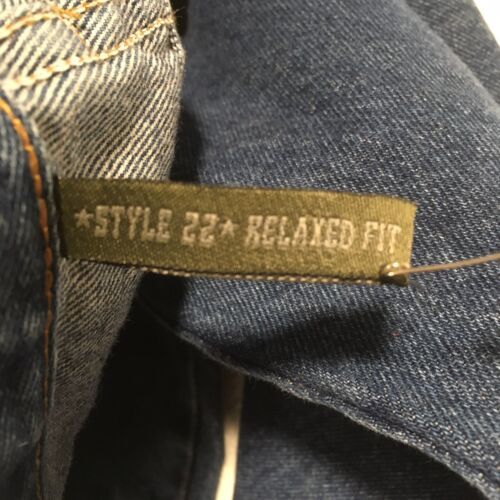 ★STYLE 22★ RELAXED FIT